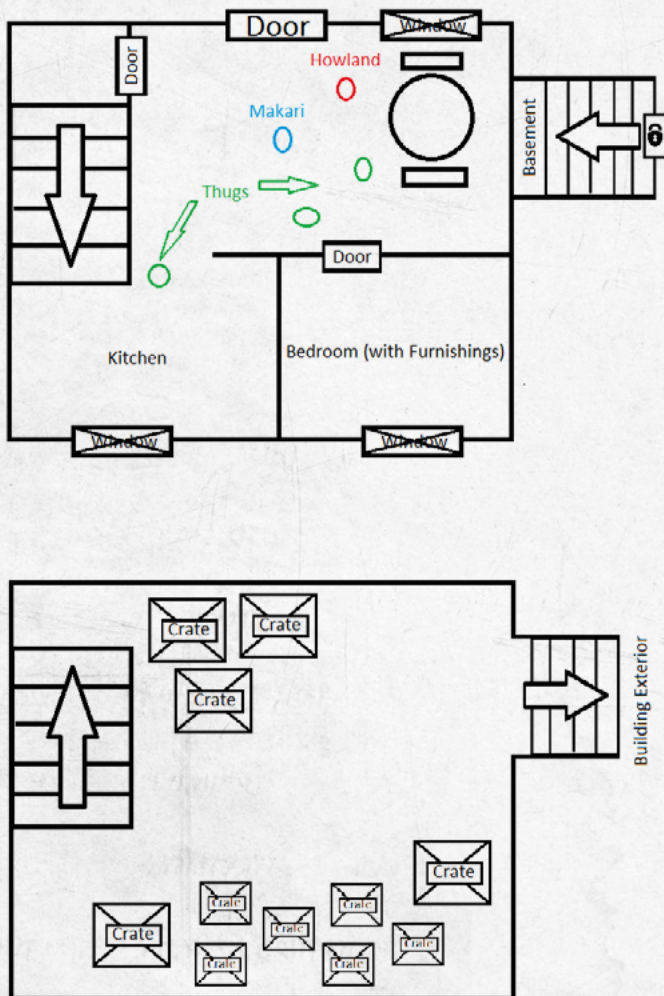 Door
Window
Door
Howland
Makari
Basement
Thugs
Door
Kitchen
Bedroom (with Furnishings)
Window
Window
Crate
Crate
Crate
Building Exterior
Crate
Crate
Crate
Crate
Crate
Crate
Crate
Crate